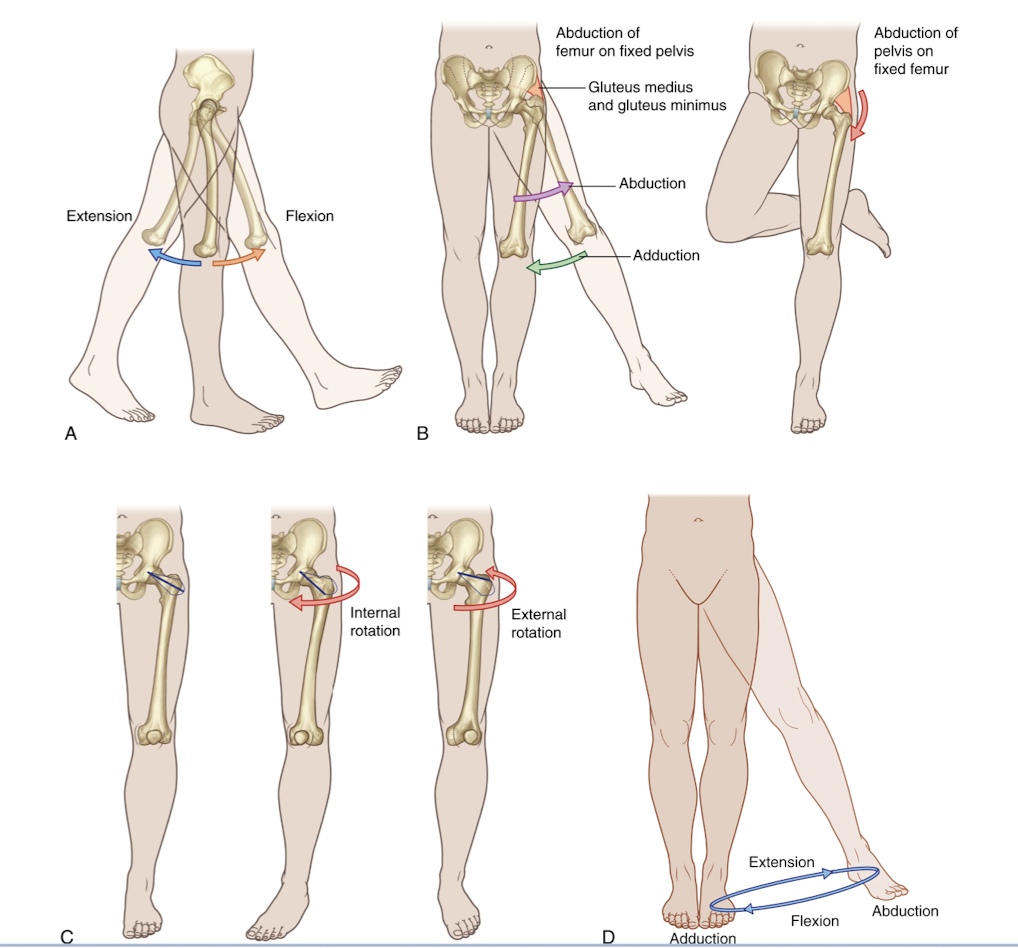 Abduction of
femur on fixed pelvis
Abduction of
pelvis on
fixed femur
Gluteus medius
and gluteus minimus
Abduction
Extension
Flexion
Adduction
A
B
Internal
rotation
External
rotation
Extension
Flexion
Abduction
Adduction
C
D